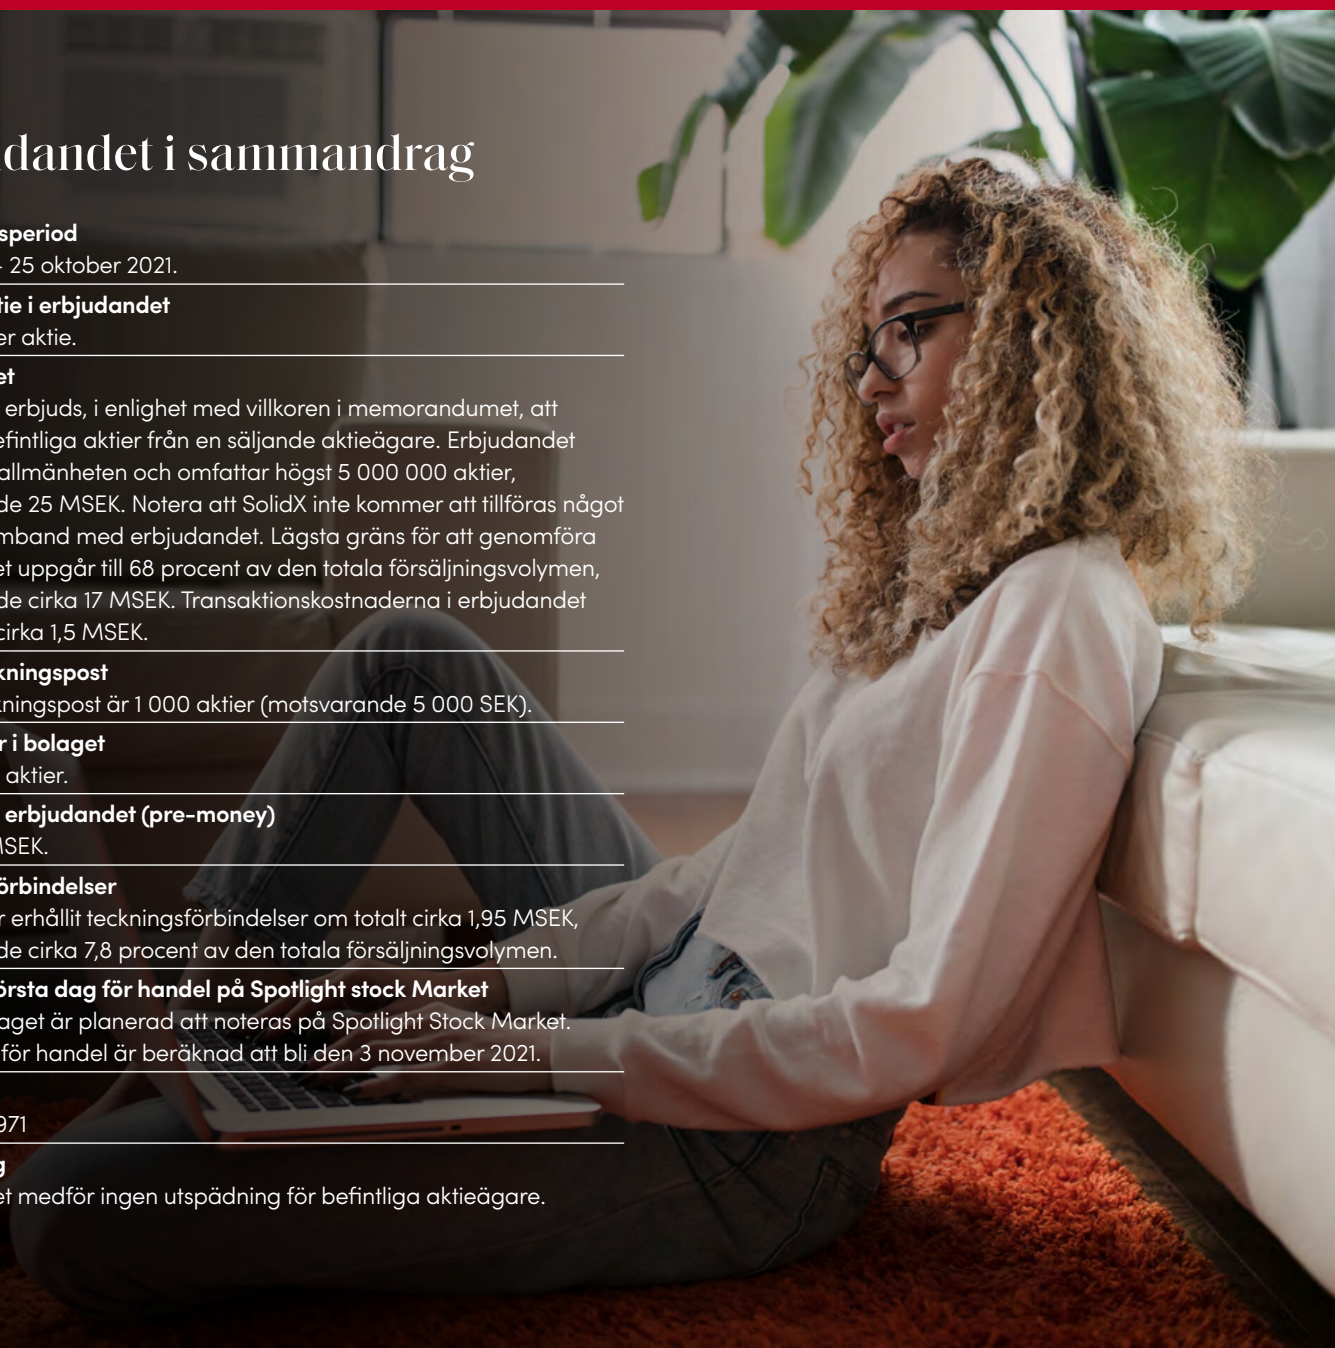 dandet i sammandrag
speriod
- 25 oktober 2021.
tie i erbjudandet
er aktie.
et
erbjuds, i enlighet med villkoren i memorandumet, att
efintliga aktier från en säljande aktieägare. Erbjudandet
allmänheten och omfattar högst 5 000 000 aktier,
de 25 MSEK. Notera att SolidX inte kommer att tillföras något
mband med erbjudandet. Lägsta gräns för att genomföra
et uppgår till 68 procent av den totala försäljningsvolymen,
de cirka 17 MSEK. Transaktionskostnaderna i erbjudandet
cirka 1,5 MSEK.
kningspost
kningspost är 1 000 aktier (motsvarande 5 000 SEK).
r i bolaget
aktier.
erbjudandet (pre-money)
MSEK.
örbindelser
r erhållit teckningsförbindelser om totalt cirka 1,95 MSEK,
de cirka 7,8 procent av den totala försäljningsvolymen.
örsta dag för handel på Spotlight stock Market
aget är planerad att noteras på Spotlight Stock Market.
för handel är beräknad att bli den 3 november 2021.
971
g
et medför ingen utspädning för befintliga aktieägare.